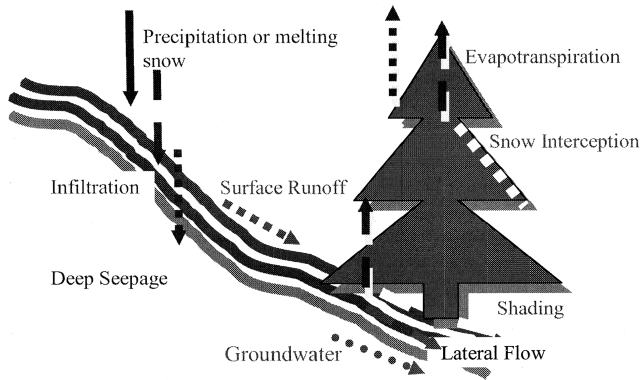 Precipitation or melting
snow
Evapotranspiration
Snow Interception
Infiltration
Surface Runoff
Deep Seepage
Shading
Groundwater
Lateral Flow